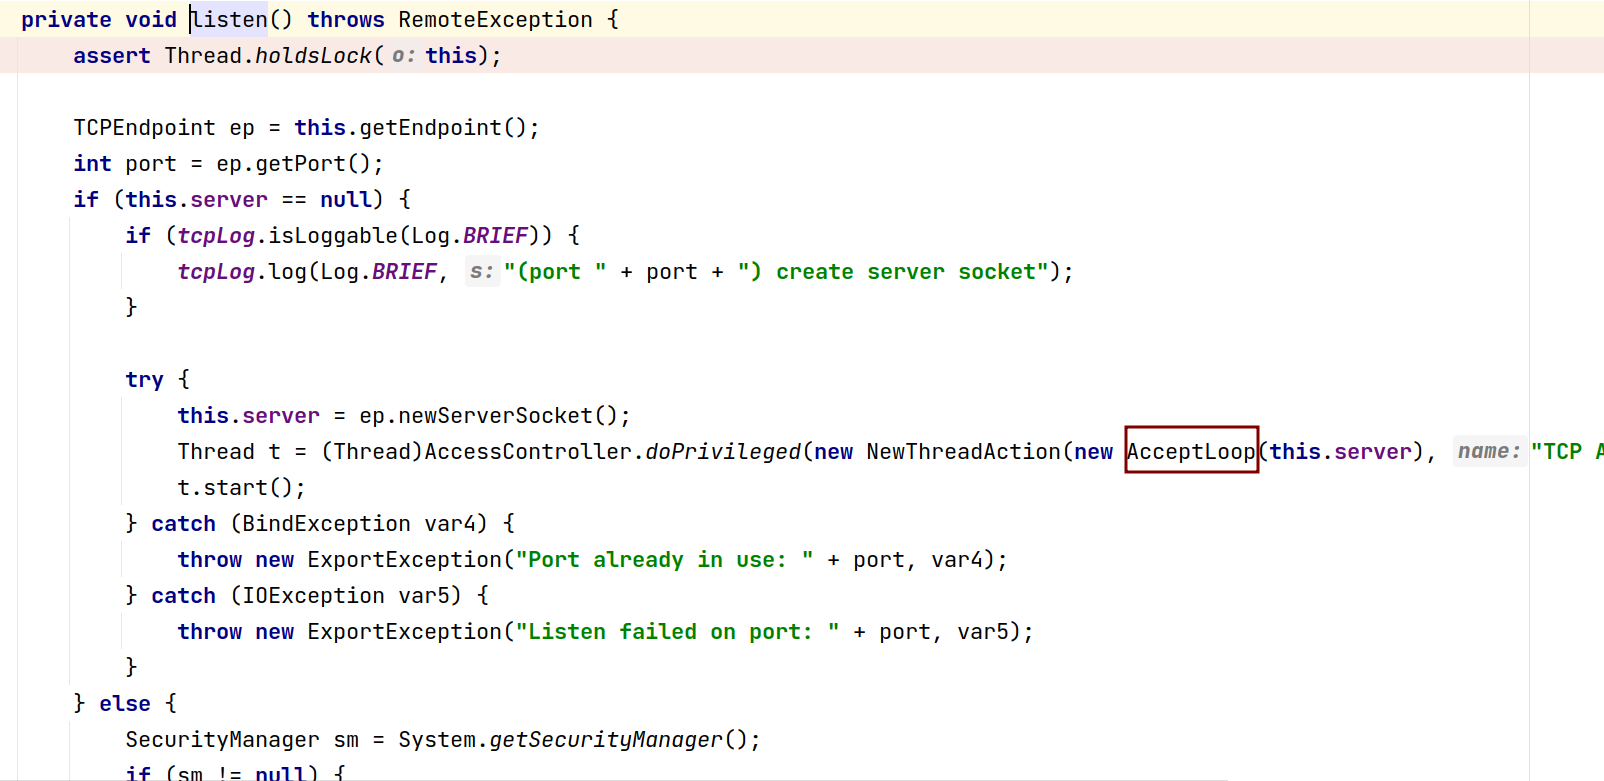 private void listen() throws RemoteException {
assert Thread.holdsLock( o: this);
TCPEndpoint ep = this.getEndpoint();
int port = ep.getPort();
if (this.server == null) {
if (tcpLog.isLoggable(Log.BRIEF)) {
tcpLog.log(Log.BRIEF, s: "(port " + port + ") create server socket");
}
try {
this.server = ep.newServerSocket();
Thread t = (Thread)AccessController.doPrivileged(new NewThreadAction(new AcceptLoop(this.server), name: "TCP A
t.start();
} catch (BindException var4) {
throw new ExportException("Port already in use: " + port, var4);
} catch (IOException var5) {
throw new ExportException("Listen failed on port: " + port, var5);
}
} else {
SecurityManager sm = System.getSecurityManager();
if (sm != null) {